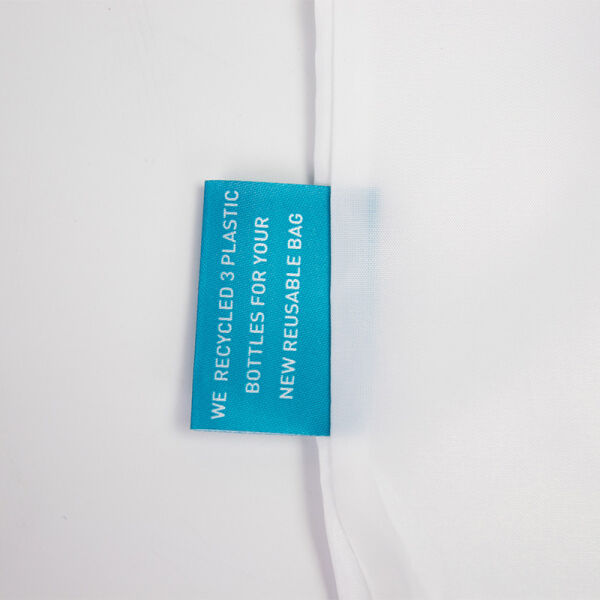 WE RECYCLED 3 PLASTIC
BOTTLES FOR YOUR
NEW REUSABLE BAG